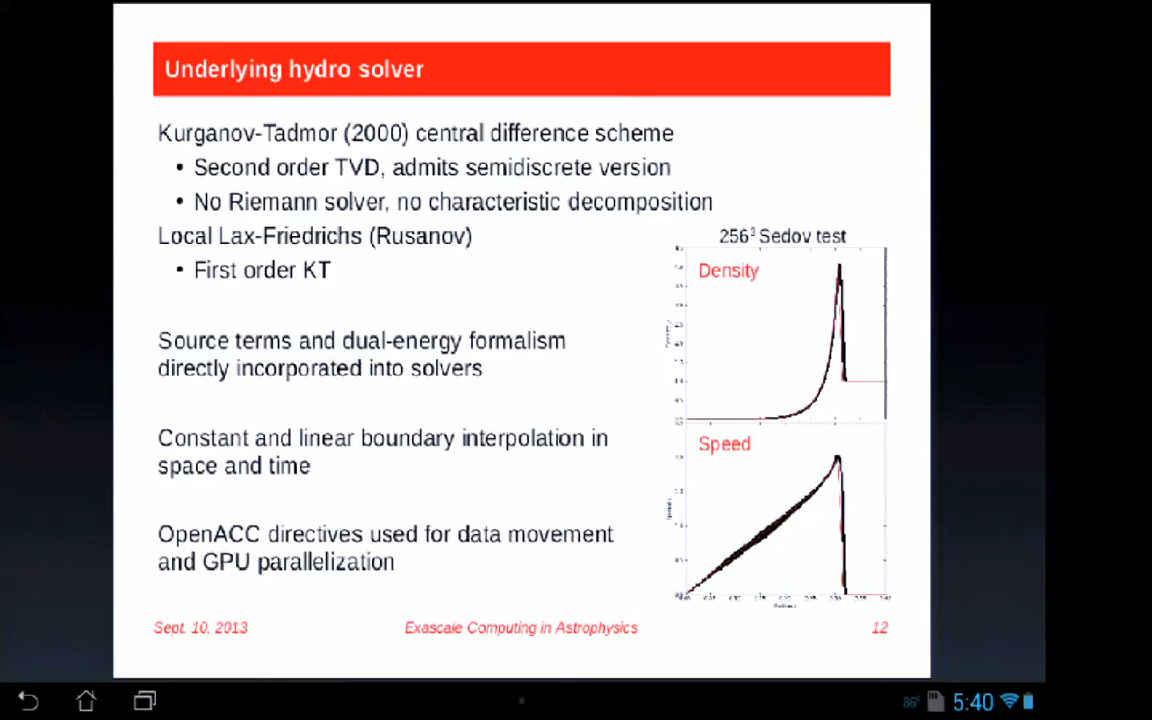 Underlying hydro solver
Kurganov-Tadmor (2000) central difference scheme
• Second order TVD, admits semidiscrete version
• No Riemann solver, no characteristic decomposition
Local Lax-Friedrichs (Rusanov)
• First order KT
256³ Sedov test
Density
Source terms and dual-energy formalism
directly incorporated into solvers
Constant and linear boundary interpolation in
space and time
Speed
OpenACC directives used for data movement
and GPU parallelization
Sept. 10, 2013
Exascale Computing in Astrophysics
12
86°
5:40